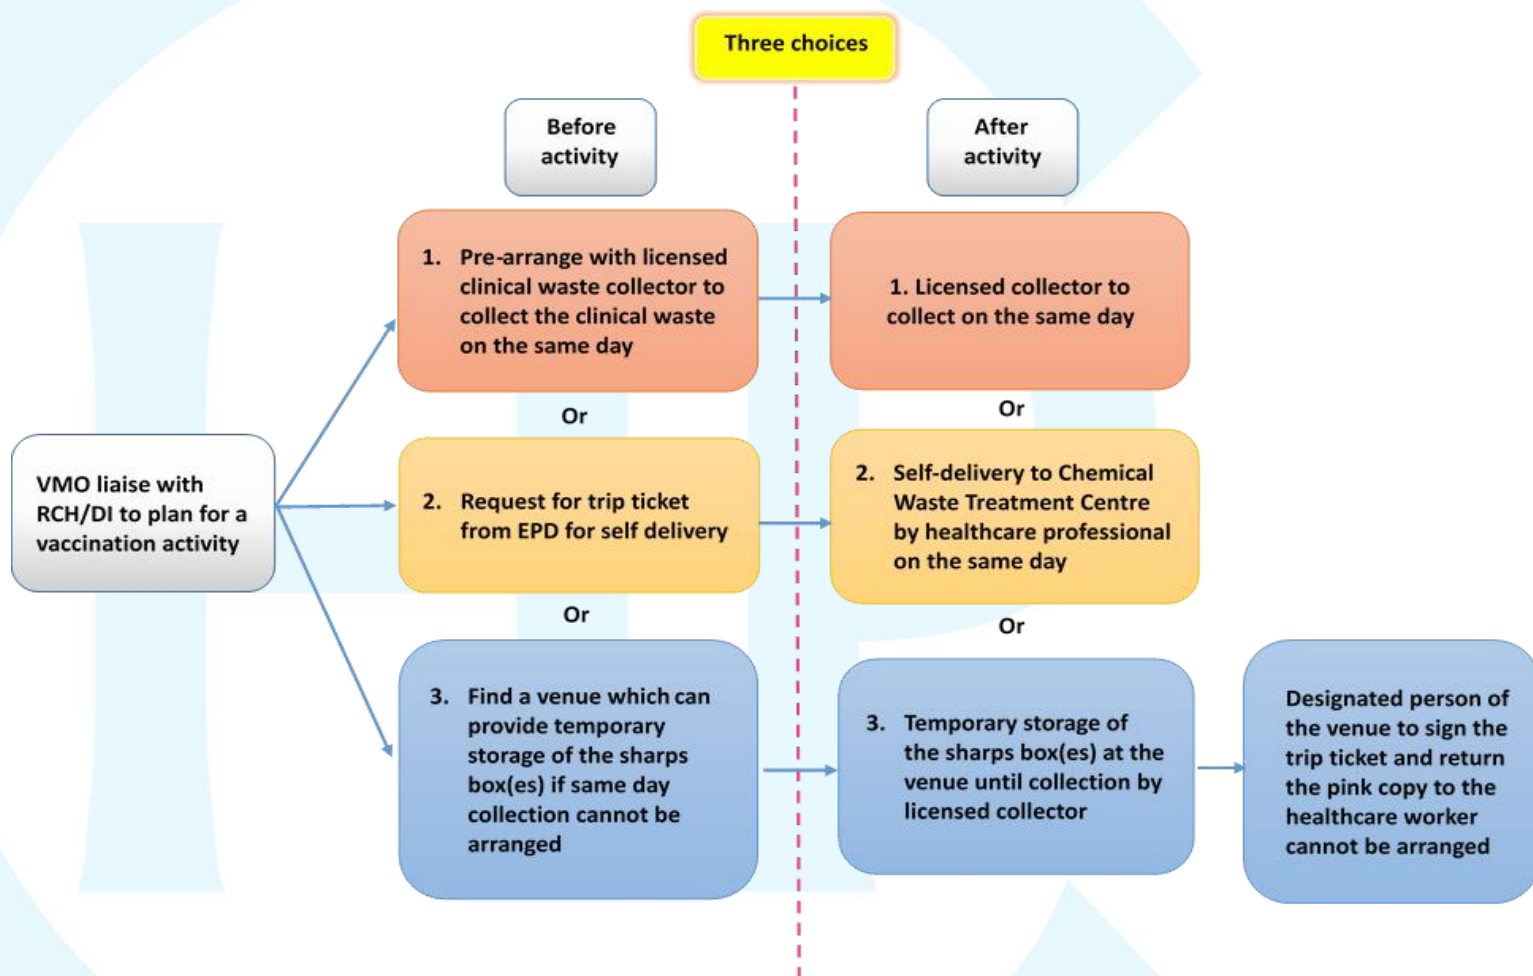 Three choices
Before
activity
After
activity
VMO liaise with
RCH/DI to plan for a
vaccination activity
1. Pre-arrange with licensed
clinical waste collector to
collect the clinical waste
on the same day
1. Licensed collector to
collect on the same day
Or
Or
2. Request for trip ticket
from EPD for self delivery
2. Self-delivery to Chemical
Waste Treatment Centre
by healthcare professional
on the same day
Or
Or
3. Find a venue which can
provide temporary
storage of the sharps
box(es) if same day
collection cannot be
arranged
3. Temporary storage of
the sharps box(es) at the
venue until collection by
licensed collector
Designated person of
the venue to sign the
trip ticket and return
the pink copy to the
healthcare worker
cannot be arranged